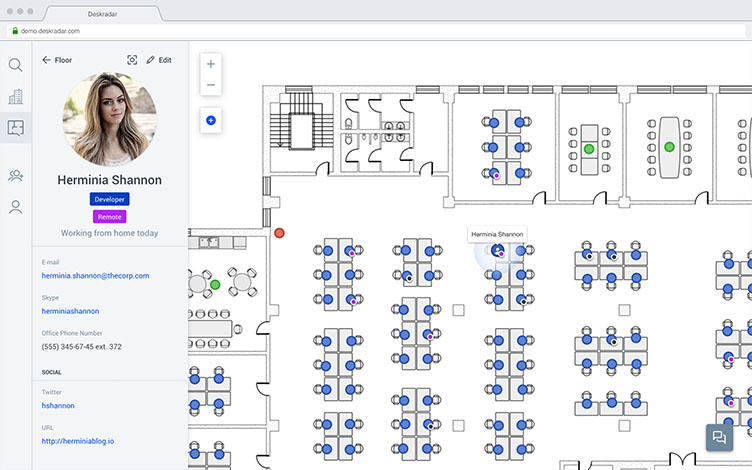 Deskradar
demo.deskradar.com
Floor
Edit
Herminia Shannon
Developer
Remote
Working from home today
E-mail
herminia.shannon@thecorp.com
Skype
herminiashannon
Office Phone Number
(555) 345-67-45 ext. 372
SOCIAL
Twitter
hshannon
URL
http://herminiablog.io
Herminia Shannon